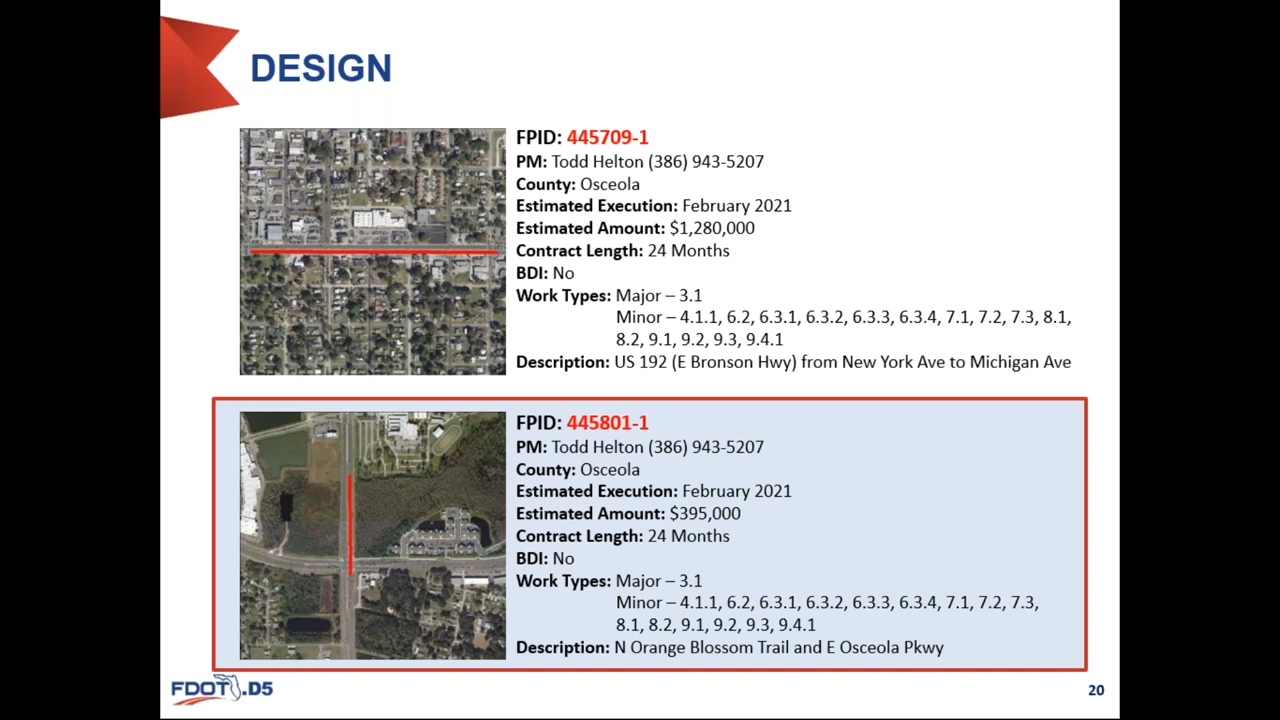 DESIGN
FPID: 445709-1
PM: Todd Helton (386) 943-5207
County: Osceola
Estimated Execution: February 2021
Estimated Amount: $1,280,000
Contract Length: 24 Months
BDI: No
Work Types: Major – 3.1
Minor – 4.1.1, 6.2, 6.3.1, 6.3.2, 6.3.3, 6.3.4, 7.1, 7.2, 7.3, 8.1,
8.2, 9.1, 9.2, 9.3, 9.4.1
Description: US 192 (E Bronson Hwy) from New York Ave to Michigan Ave
FPID: 445801-1
PM: Todd Helton (386) 943-5207
County: Osceola
Estimated Execution: February 2021
Estimated Amount: $395,000
Contract Length: 24 Months
BDI: No
Work Types: Major – 3.1
Minor – 4.1.1, 6.2, 6.3.1, 6.3.2, 6.3.3, 6.3.4, 7.1, 7.2, 7.3,
8.1, 8.2, 9.1, 9.2, 9.3, 9.4.1
Description: N Orange Blossom Trail and E Osceola Pkwy
FDOT.D5
20